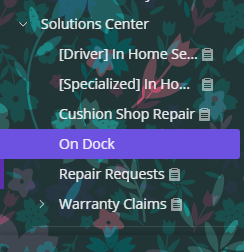 Solutions Center
[Driver] In Home Se...
[Specialized] In Ho...
Cushion Shop Repair
On Dock
Repair Requests
Warranty Claims